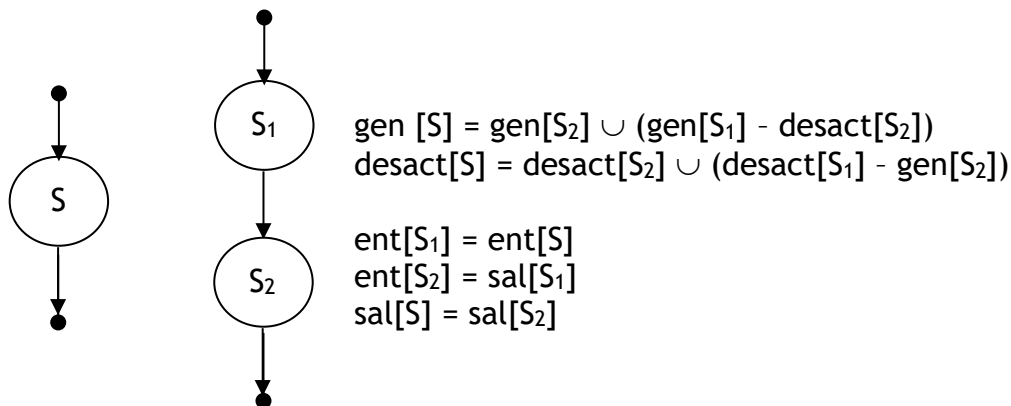 S
S₁
S₂
gen [S] = gen[S₂] ∪ (gen[S₁] – desact[S₂])
desact[S] = desact[S₂] ∪ (desact[S₁] – gen[S₂])
ent[S₁] = ent[S]
ent[S₂] = sal[S₁]
sal[S] = sal[S₂]